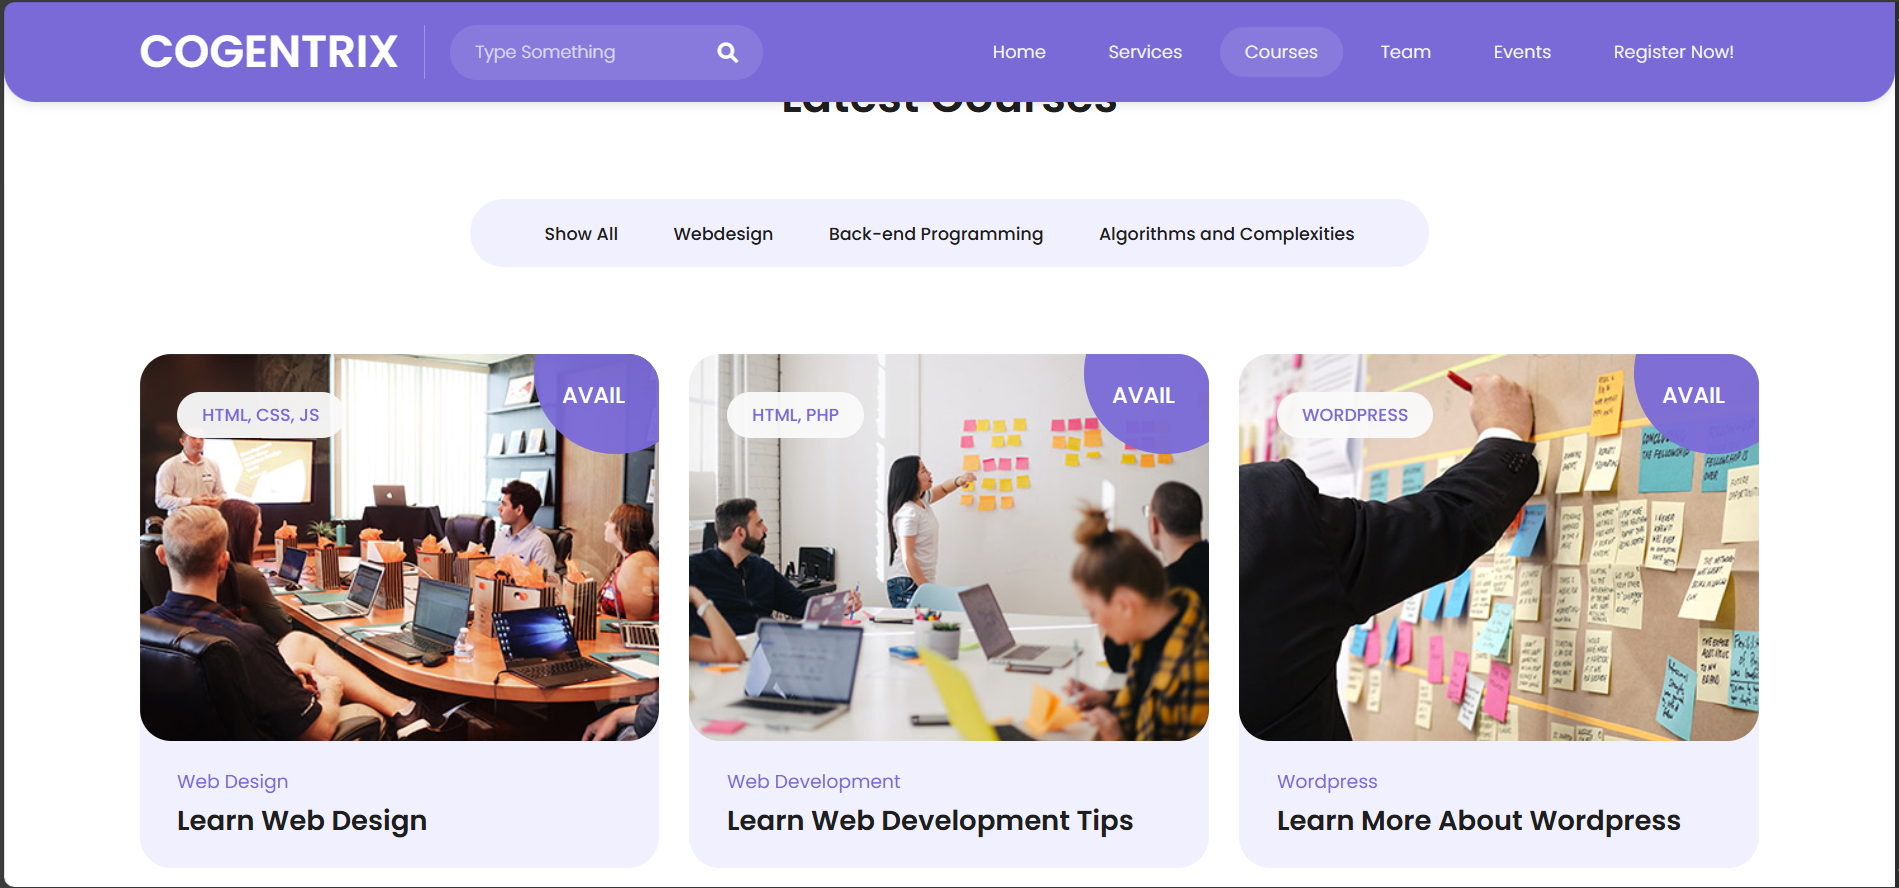 COGENTRIX
Type Something
Home Services Courses Team Events Register Now!
Latest Courses
Show All Webdesign Back-end Programming Algorithms and Complexities
HTML, CSS, JS
AVAIL
HTML, PHP
AVAIL
WORDPRESS
AVAIL
Web Design
Learn Web Design
Web Development
Learn Web Development Tips
Wordpress
Learn More About Wordpress